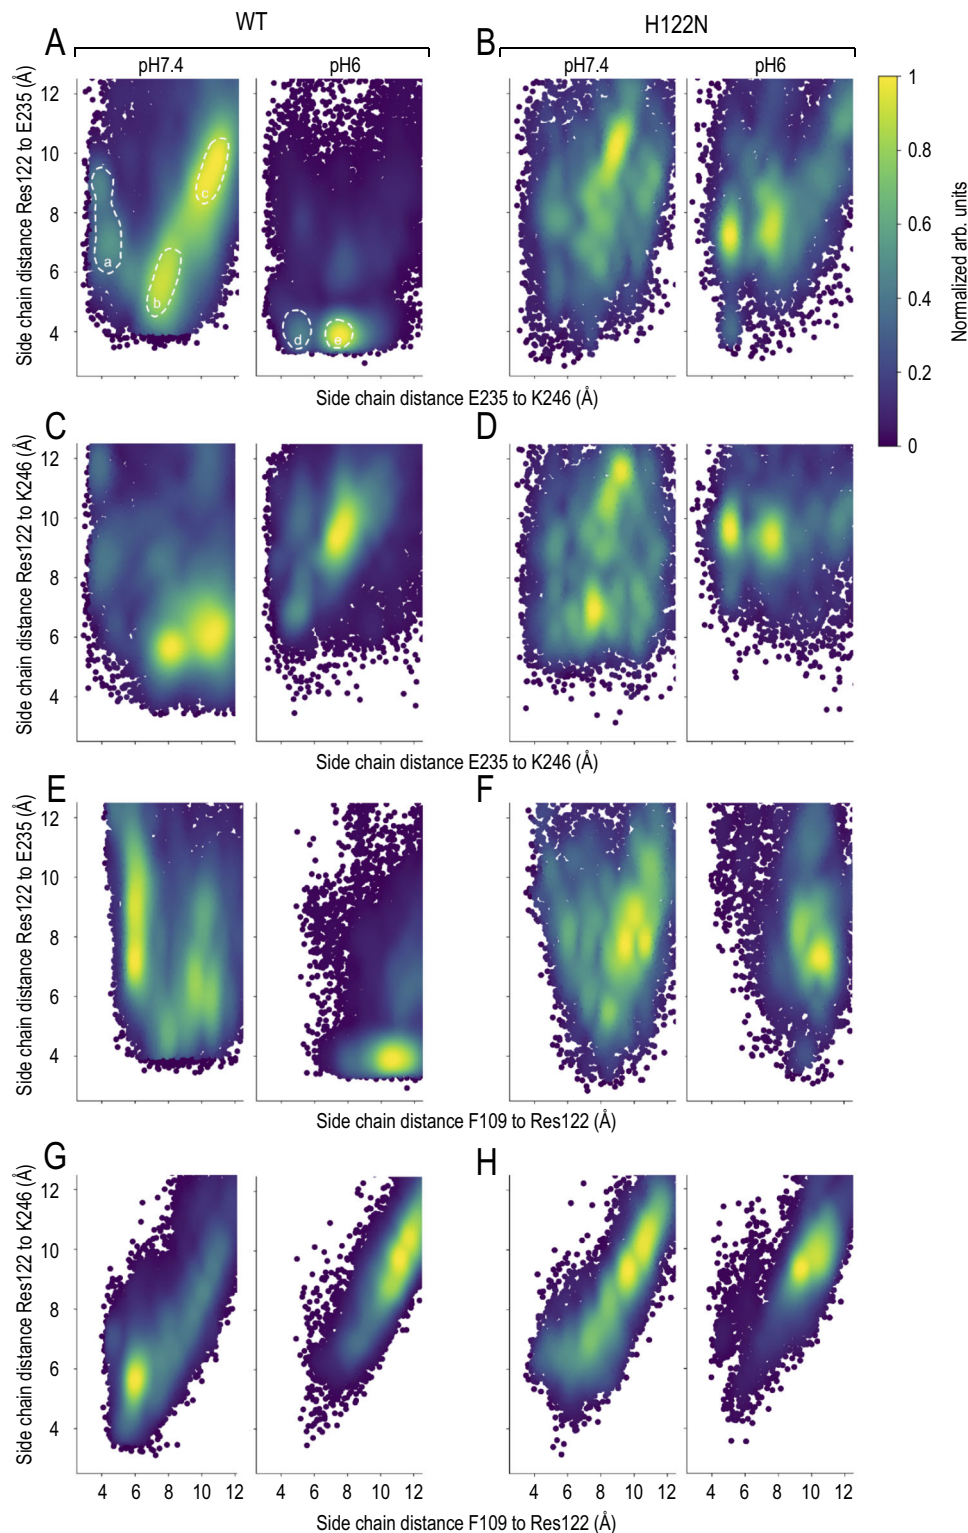 WT
H122N
A
B
pH7.4
pH6
pH7.4
pH6
Side chain distance Res122 to E235 (Å)
12
10
8
6
4
a
b
c
d
e
1
0.8
0.6
0.4
0.2
0
Normalized arb. units
Side chain distance E235 to K246 (Å)
C
D
Side chain distance Res122 to K246 (Å)
12
10
8
6
4
Side chain distance E235 to K246 (Å)
E
F
Side chain distance Res122 to E235 (Å)
12
10
8
6
4
Side chain distance F109 to Res122 (Å)
G
H
Side chain distance Res122 to K246 (Å)
12
10
8
6
4
4 6 8 10 12
4 6 8 10
4 6 8 10 12
4 6 8 10 12
Side chain distance F109 to Res122 (Å)